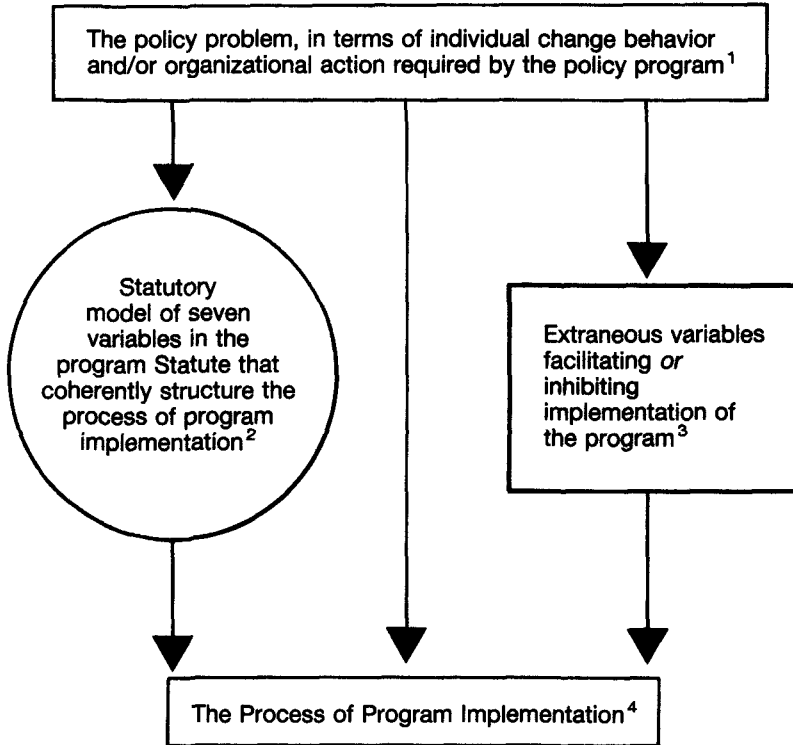 The policy problem, in terms of individual change behavior
and/or organizational action required by the policy program¹
Statutory
model of seven
variables in the
program Statute that
coherently structure the
process of program
implementation²
Extraneous variables
facilitating or
inhibiting
implementation of
the program³
The Process of Program Implementation⁴